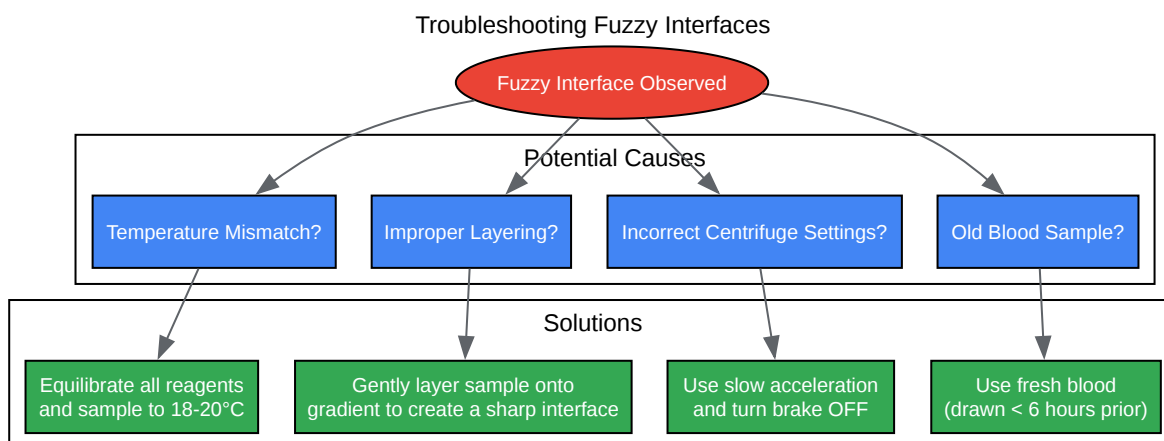 Troubleshooting Fuzzy Interfaces
Fuzzy Interface Observed
Potential Causes
Temperature Mismatch?
Improper Layering?
Incorrect Centrifuge Settings?
Old Blood Sample?
Solutions
Equilibrate all reagents
and sample to 18-20°C
Gently layer sample onto
gradient to create a sharp interface
Use slow acceleration
and turn brake OFF
Use fresh blood
(drawn < 6 hours prior)